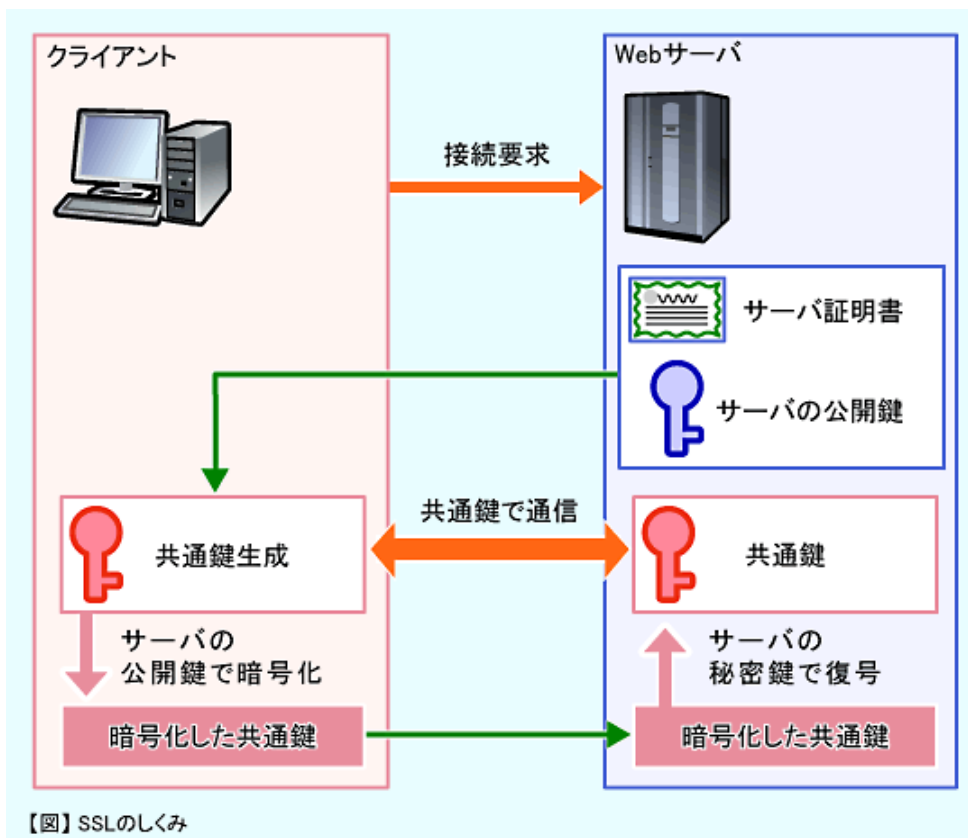 クライアント
Webサーバ
接続要求
サーバ証明書
サーバの公開鍵
共通鍵で通信
共通鍵生成
共通鍵
サーバの
公開鍵で暗号化
サーバの
秘密鍵で復号
暗号化した共通鍵
暗号化した共通鍵
【図】SSLのしくみ